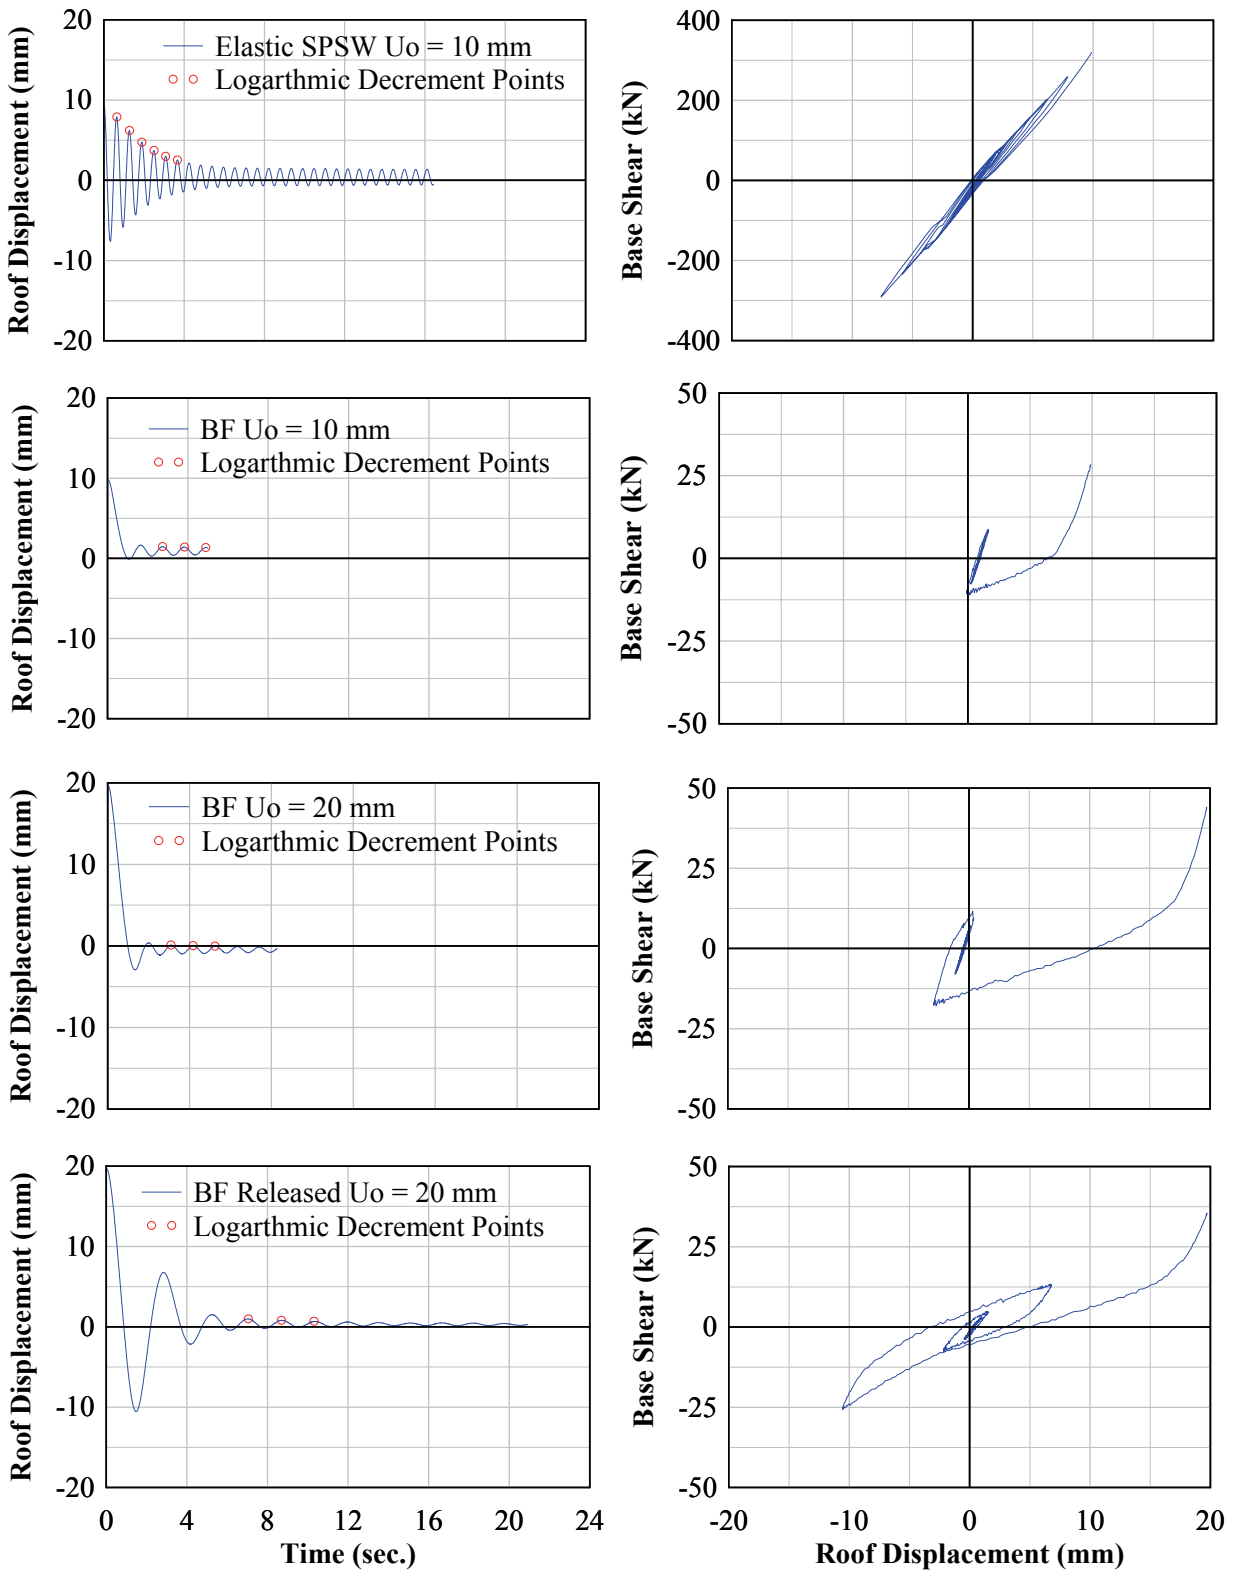 20
10
0
-10
-20
Roof Displacement (mm)
Elastic SPSW Uo = 10 mm
Logarthmic Decrement Points
400
200
0
-200
-400
Base Shear (kN)
20
10
0
-10
-20
Roof Displacement (mm)
BF Uo = 10 mm
Logarthmic Decrement Points
50
25
0
-25
-50
Base Shear (kN)
20
10
0
-10
-20
Roof Displacement (mm)
BF Uo = 20 mm
Logarthmic Decrement Points
50
25
0
-25
-50
Base Shear (kN)
20
10
0
-10
-20
Roof Displacement (mm)
BF Released Uo = 20 mm
Logarthmic Decrement Points
0 4 8 12 16 20 24
Time (sec.)
50
25
0
-25
-50
Base Shear (kN)
-20 -10 0 10 20
Roof Displacement (mm)